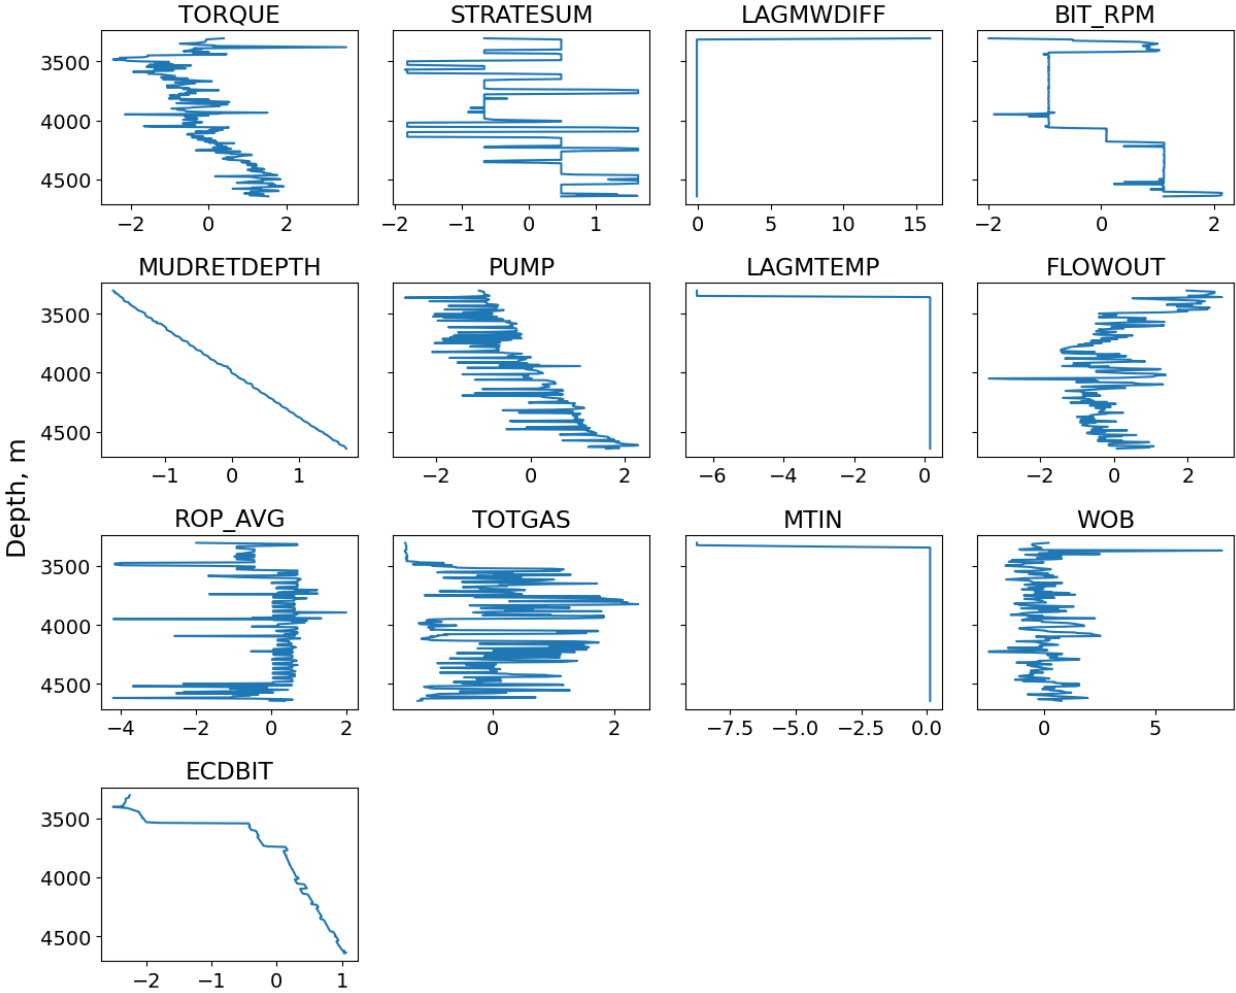 TORQUE STRATESUM LAGMWDIFF BIT_RPM
3500
4000
4500
−2 0 2 −2 −1 0 1 0 5 10 15 −2 0 2
MUDRETDEPTH PUMP LAGMTEMP FLOWOUT
3500
4000
4500
−1 0 1 −2 0 2 −6 −4 −2 0 −2 0 2
Depth, m
ROP_AVG TOTGAS MTIN WOB
3500
4000
4500
−4 −2 0 2 0 2 −7.5 −5.0 −2.5 0.0 0 5
ECDBIT
3500
4000
4500
−2 −1 0 1